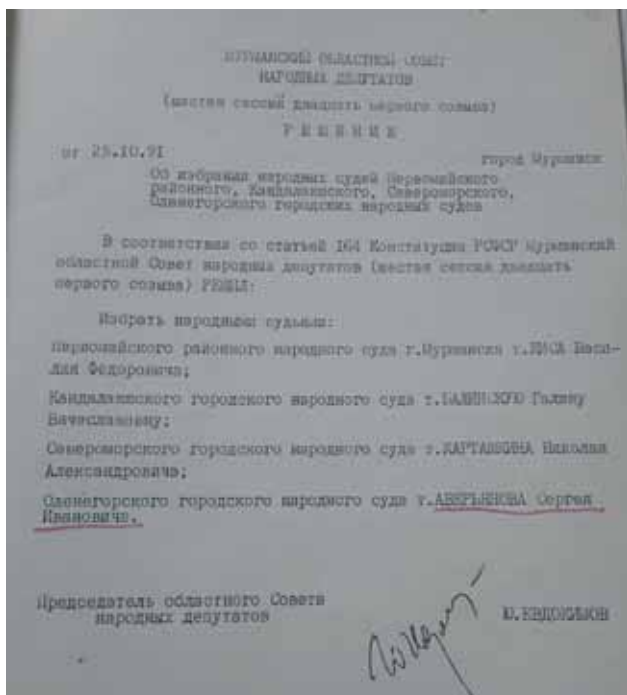 МУРМАНСКИЙ ОБЛАСТНОЙ СОВЕТ
НАРОДНЫХ ДЕПУТАТОВ
(шестая сессия двадцать первого созыва)
Р Е Ш Е Н И Е
от 25.10.91 город Мурманск
Об избрании народных судей Первомайского
районного, Кандалакшского, Североморского,
Оленегорского городских народных судов
В соответствии со статьей 164 Конституции РСФСР Мурманский
областной Совет народных депутатов (шестая сессия двадцать
первого созыва) РЕШИЛ:
Избрать народными судьями:
Первомайского районного народного суда г.Мурманска т. Васи-
лия Федоровича;
Кандалакшского городского народного суда т. Галину
Вячеславовну;
Североморского городского народного суда т.КАРТАВЦИНА Николая
Александровича;
Оленегорского городского народного суда т.АВЕРЬЯНОВА Сергея
Ивановича.
Председатель областного Совета
народных депутатов Ю.ЕВДОКИМОВ